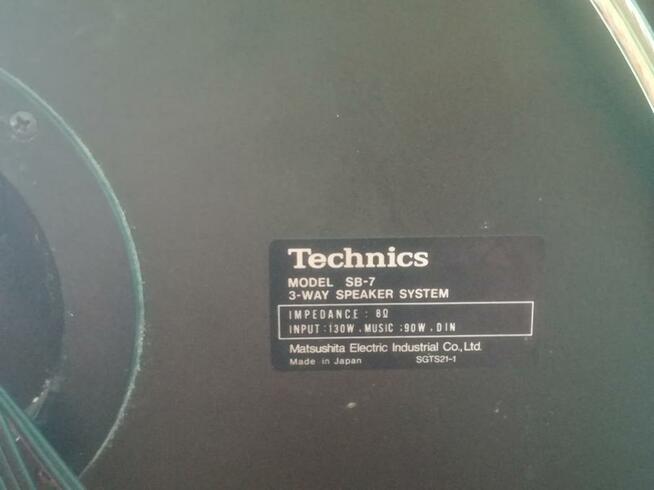 Technics
MODEL SB-7
3-WAY SPEAKER SYSTEM
IMPEDANCE : 8Ω
INPUT : 130W . MUSIC ; 90W . DIN
Matsushita Electric Industrial Co., Ltd.
Made in Japan SGTS21-1